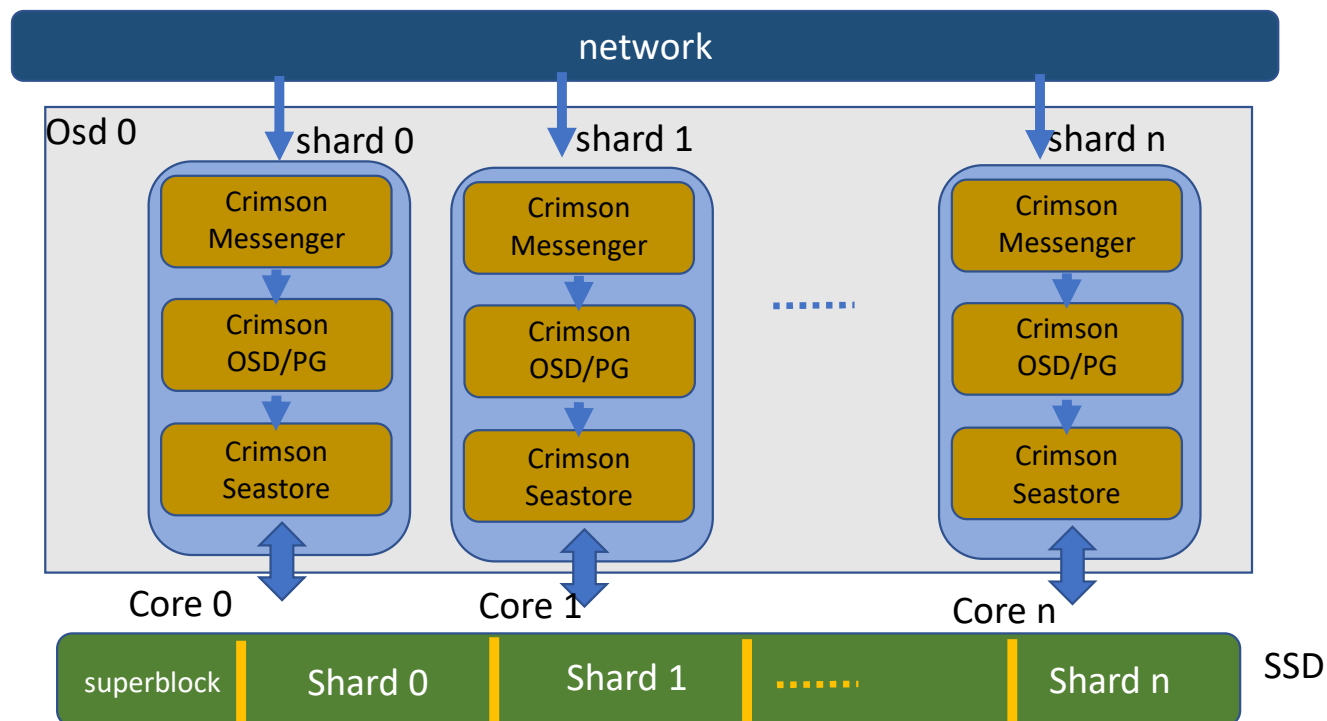 network
Osd 0
shard 0
shard 1
shard n
Crimson
Messenger
Crimson
OSD/PG
Crimson
Seastore
Crimson
Messenger
Crimson
OSD/PG
Crimson
Seastore
Crimson
Messenger
Crimson
OSD/PG
Crimson
Seastore
Core 0
Core 1
Core n
superblock
Shard 0
Shard 1
Shard n
SSD